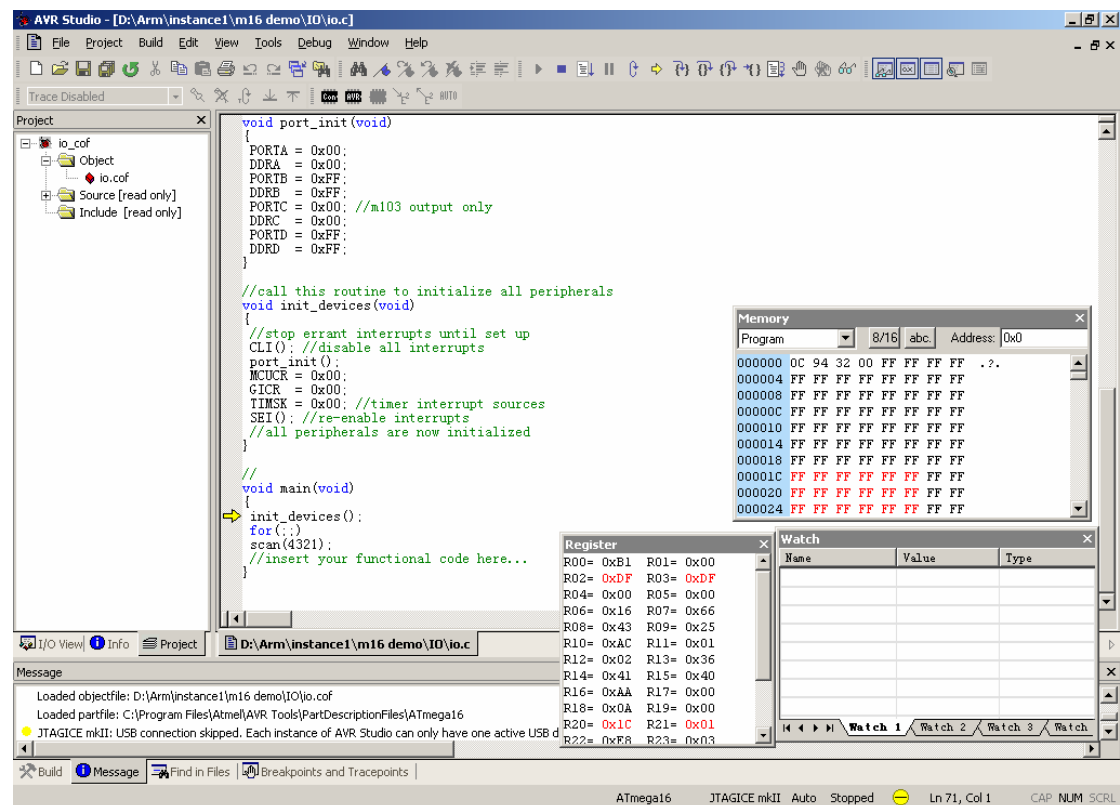 AVR Studio - [D:\Arm\instance1\m16 demo\IO\io.c]
File Project Build Edit View Tools Debug Window Help
Trace Disabled
Con AVR AUTO
Project
io_cof
Object
io.cof
Source [read only]
Include [read only]
I/O View Info Project
void port_init(void)
{
PORTA = 0x00;
DDRA = 0x00;
PORTB = 0xFF;
DDRB = 0xFF;
PORTC = 0x00; //m103 output only
DDRC = 0x00;
PORTD = 0xFF;
DDRD = 0xFF;
}
//call this routine to initialize all peripherals
void init_devices(void)
{
//stop errant interrupts until set up
CLI(); //disable all interrupts
port_init();
MCUCR = 0x00;
GICR = 0x00;
TIMSK = 0x00; //timer interrupt sources
SEI(); //re-enable interrupts
//all peripherals are now initialized
}
//
void main(void)
{
init_devices();
for(;;)
scan(4321);
//insert your functional code here...
}
D:\Arm\instance1\m16 demo\IO\io.c
Memory
Program 8/16 abc. Address: 0x0
000000 0C 94 32 00 FF FF FF FF .?.
000004 FF FF FF FF FF FF FF FF
000008 FF FF FF FF FF FF FF FF
00000C FF FF FF FF FF FF FF FF
000010 FF FF FF FF FF FF FF FF
000014 FF FF FF FF FF FF FF FF
000018 FF FF FF FF FF FF FF FF
00001C FF FF FF FF FF FF FF FF
000020 FF FF FF FF FF FF FF FF
000024 FF FF FF FF FF FF FF FF
Register
R00= 0xB1 R01= 0x00
R02= 0xDF R03= 0xDF
R04= 0x00 R05= 0x00
R06= 0x16 R07= 0x66
R08= 0x43 R09= 0x25
R10= 0xAC R11= 0x01
R12= 0x02 R13= 0x36
R14= 0x41 R15= 0x40
R16= 0xAA R17= 0x00
R18= 0x0A R19= 0x00
R20= 0x1C R21= 0x01
R22= 0xE8 R23= 0x03
Watch
Name Value Type
Watch 1 Watch 2 Watch 3 Watch
Message
Loaded objectfile: D:\Arm\instance1\m16 demo\IO\io.cof
Loaded partfile: C:\Program Files\Atmel\AVR Tools\PartDescriptionFiles\ATmega16
JTAGICE mkII: USB connection skipped. Each instance of AVR Studio can only have one active USB d
Build Message Find in Files Breakpoints and Tracepoints
ATmega16 JTAGICE mkII Auto Stopped Ln 71, Col 1 CAP NUM SCRL